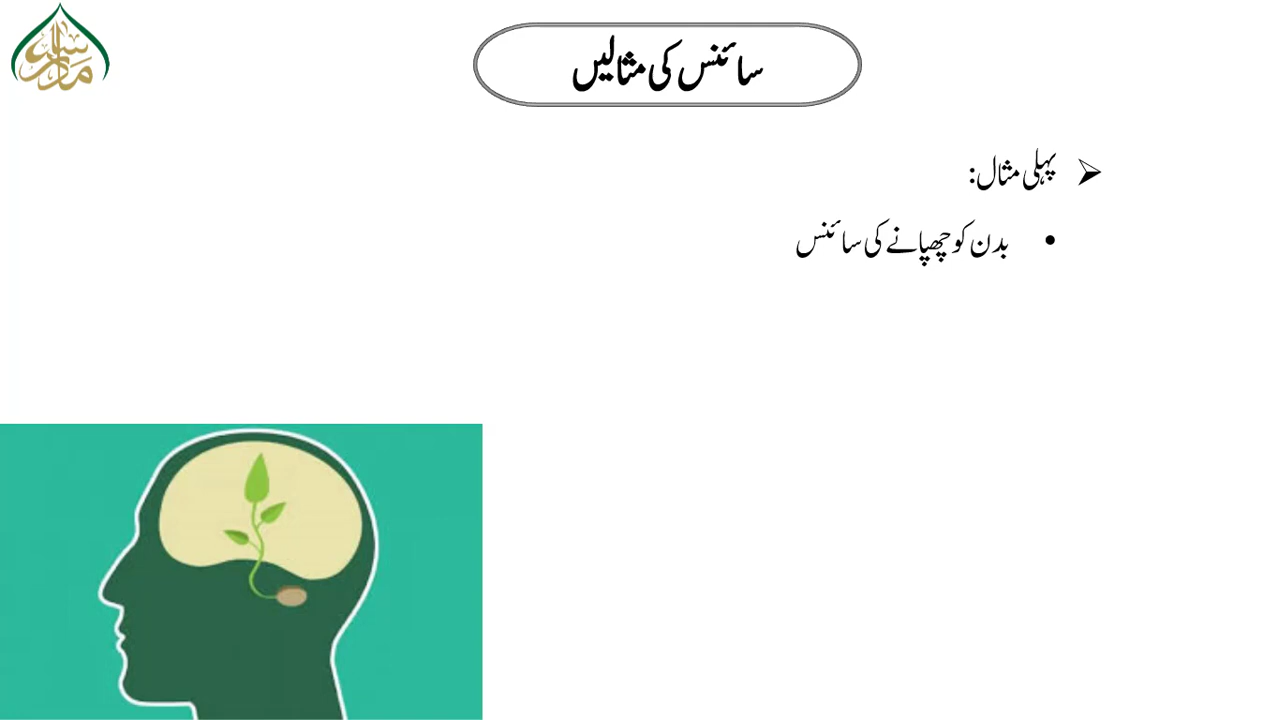 سائنس کی مثالیں
پہلی مثال:
بدن کو چھپانے کی سائنس